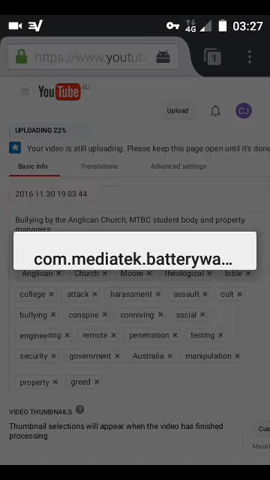 4G 03:27
https://www.youtub 1
YouTube
Upload CJ
UPLOADING 22%
Your video is still uploading. Please keep this page open until it's done
Basic info Translations Advanced settings
2016 11 30 19 03 44
Bullying by the Anglican Church, MTBC student body and property
managers
com.mediatek.batterywa...
Anglican × Church × Moore × theological × bible ×
college × attack × harassment × assault × cult ×
bullying × conspire × conniving × social ×
engineering × remote × penetration × testing ×
security × government × Australia × manipulation ×
property × greed ×
VIDEO THUMBNAILS ?
Thumbnail selections will appear when the video has finished
processing.